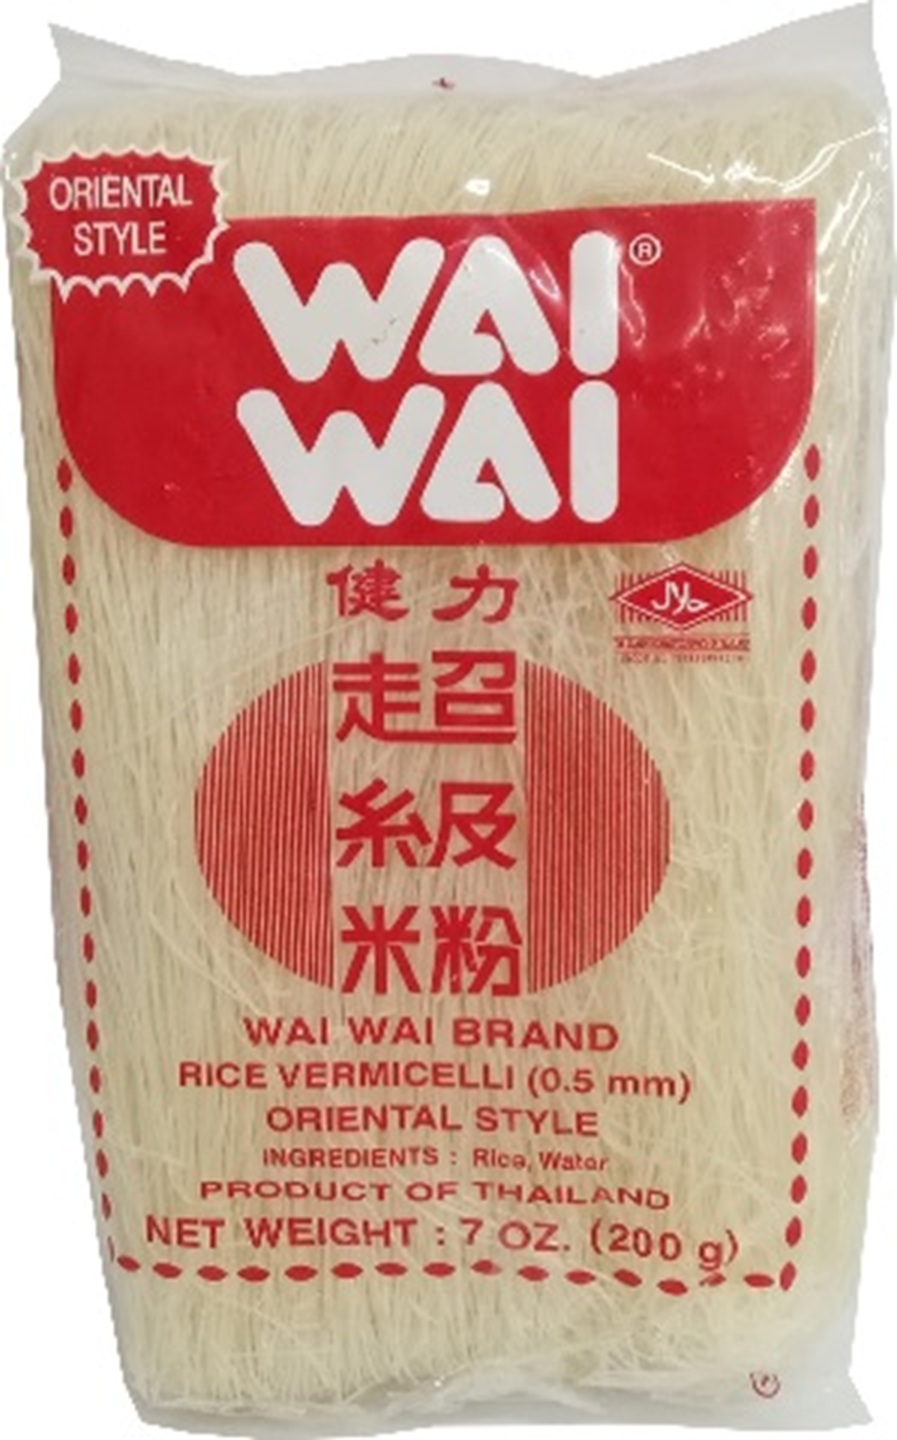 ORIENTAL
STYLE
WAI ®
WAI
健力
超
級
米粉
WAI WAI BRAND
RICE VERMICELLI (0.5 mm)
ORIENTAL STYLE
INGREDIENTS : Rice, Water
PRODUCT OF THAILAND
NET WEIGHT : 7 OZ. (200 g)